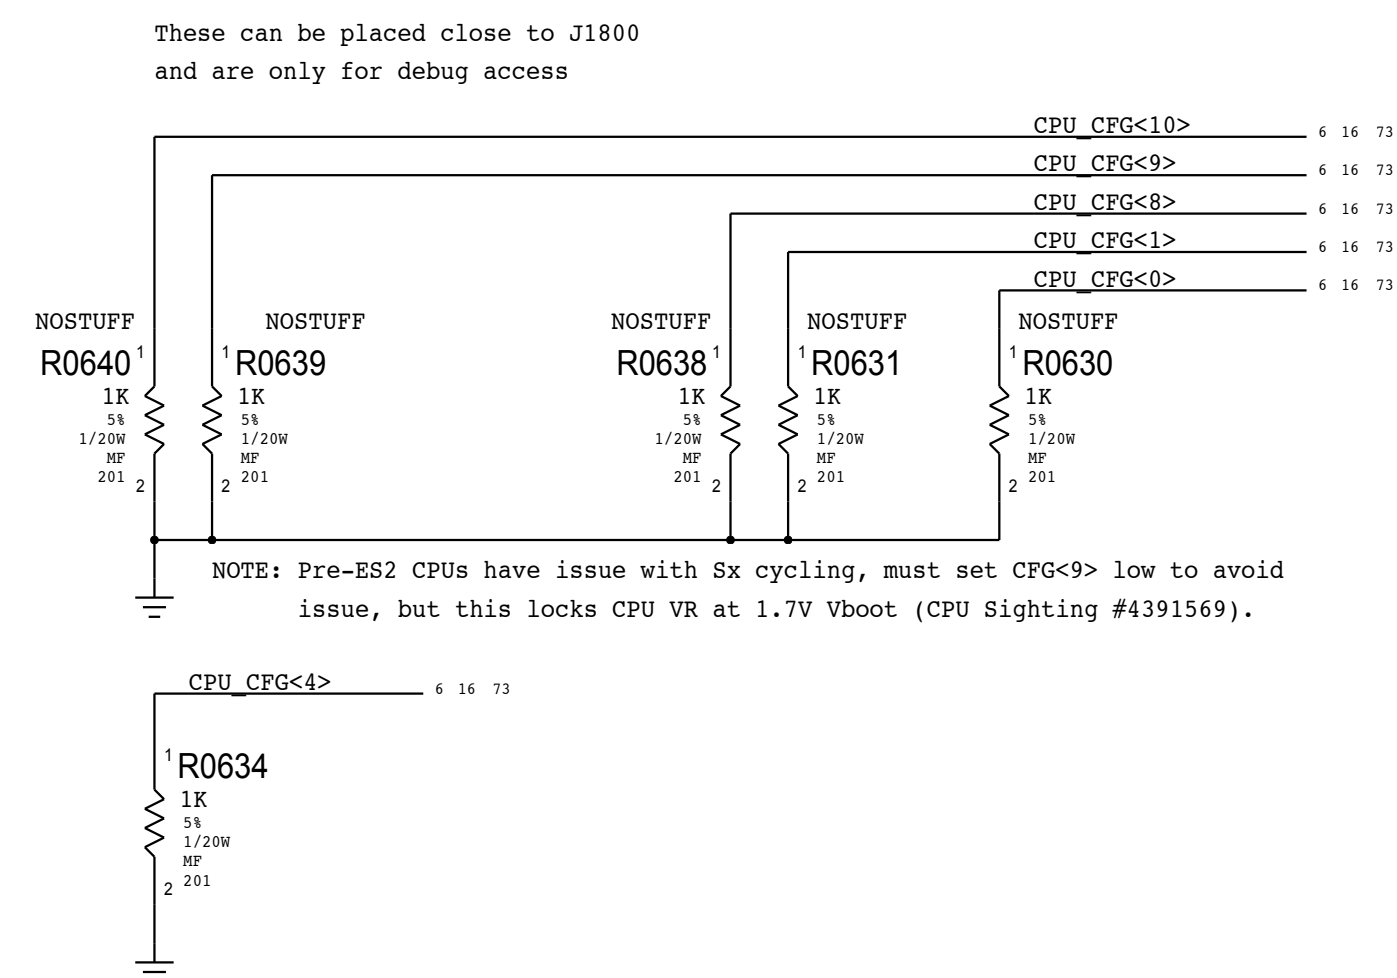 These can be placed close to J1800
and are only for debug access
CPU_CFG<10> 6 16 73
CPU_CFG<9> 6 16 73
CPU_CFG<8> 6 16 73
CPU_CFG<1> 6 16 73
CPU_CFG<0> 6 16 73
NOSTUFF NOSTUFF NOSTUFF NOSTUFF NOSTUFF
R0640 1 1 R0639 R0638 1 1 R0631 1 R0630
1K 1K 1K 1K 1K
5% 5% 5% 5% 5%
1/20W 1/20W 1/20W 1/20W 1/20W
MF MF MF MF MF
201 2 2 201 201 2 2 201 2 201
NOTE: Pre-ES2 CPUs have issue with Sx cycling, must set CFG<9> low to avoid
issue, but this locks CPU VR at 1.7V Vboot (CPU Sighting #4391569).
CPU_CFG<4> 6 16 73
1 R0634
1K
5%
1/20W
MF
2 201